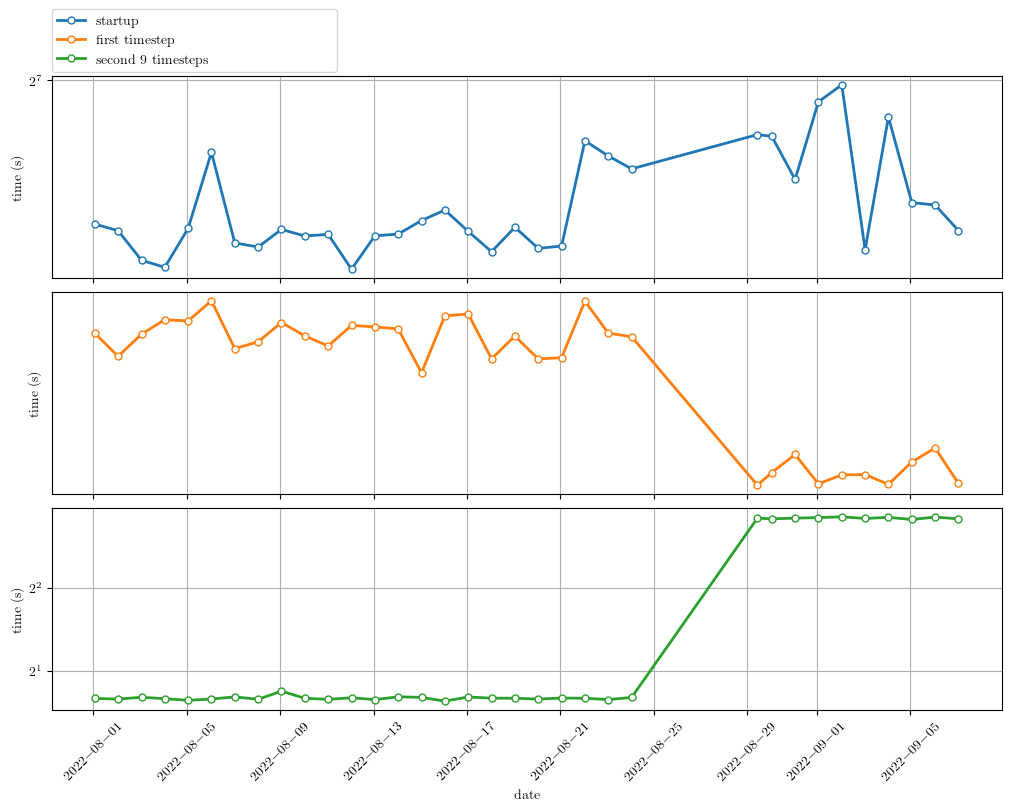 startup
first timestep
second 9 timesteps
2^7
time (s)
time (s)
2^2
time (s)
2^1
2022−08−01
2022−08−05
2022−08−09
2022−08−13
2022−08−17
2022−08−21
2022−08−25
2022−08−29
2022−09−01
2022−09−05
date